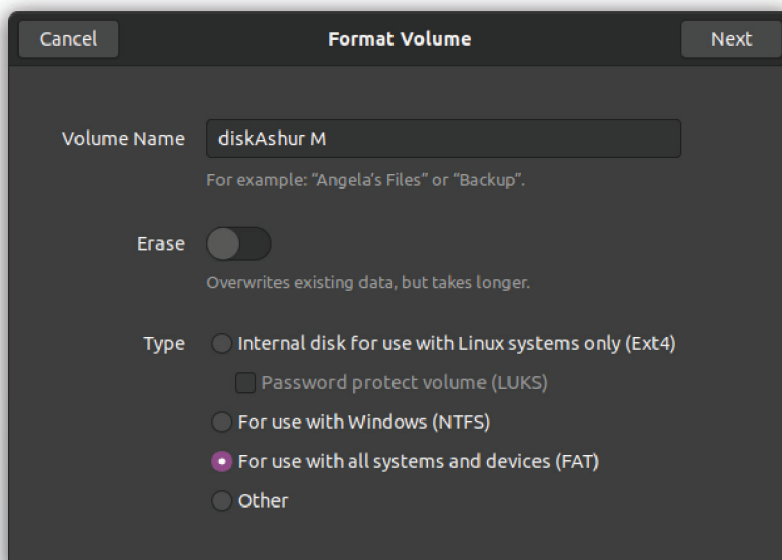 Cancel Format Volume Next
Volume Name diskAshur M
For example: “Angela’s Files” or “Backup”.
Erase
Overwrites existing data, but takes longer.
Type Internal disk for use with Linux systems only (Ext4)
Password protect volume (LUKS)
For use with Windows (NTFS)
For use with all systems and devices (FAT)
Other